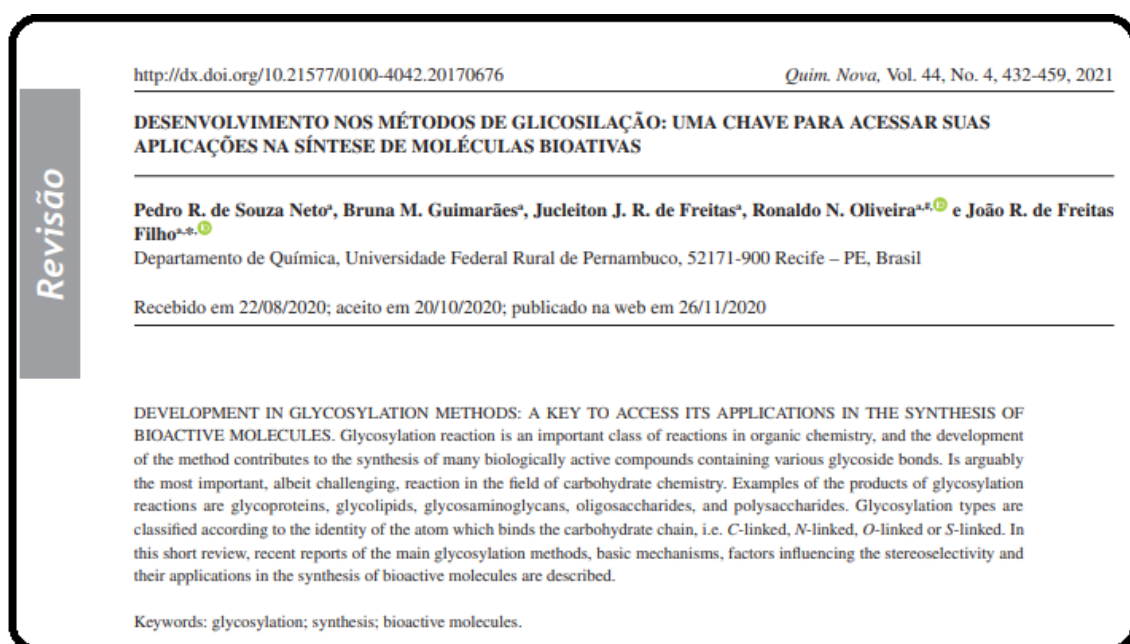 http://dx.doi.org/10.21577/0100-4042.20170676
Quim. Nova, Vol. 44, No. 4, 432-459, 2021
Revisão
DESENVOLVIMENTO NOS MÉTODOS DE GLICOSILAÇÃO: UMA CHAVE PARA ACESSAR SUAS
APLICAÇÕES NA SÍNTESE DE MOLÉCULAS BIOATIVAS
Pedro R. de Souza Netoª, Bruna M. Guimarãesª, Jucleiton J. R. de Freitasª, Ronaldo N. Oliveiraª,#, e João R. de Freitas
Filhoª,*,
Departamento de Química, Universidade Federal Rural de Pernambuco, 52171-900 Recife – PE, Brasil
Recebido em 22/08/2020; aceito em 20/10/2020; publicado na web em 26/11/2020
DEVELOPMENT IN GLYCOSYLATION METHODS: A KEY TO ACCESS ITS APPLICATIONS IN THE SYNTHESIS OF
BIOACTIVE MOLECULES. Glycosylation reaction is an important class of reactions in organic chemistry, and the development
of the method contributes to the synthesis of many biologically active compounds containing various glycoside bonds. Is arguably
the most important, albeit challenging, reaction in the field of carbohydrate chemistry. Examples of the products of glycosylation
reactions are glycoproteins, glycolipids, glycosaminoglycans, oligosaccharides, and polysaccharides. Glycosylation types are
classified according to the identity of the atom which binds the carbohydrate chain, i.e. C-linked, N-linked, O-linked or S-linked. In
this short review, recent reports of the main glycosylation methods, basic mechanisms, factors influencing the stereoselectivity and
their applications in the synthesis of bioactive molecules are described.
Keywords: glycosylation; synthesis; bioactive molecules.